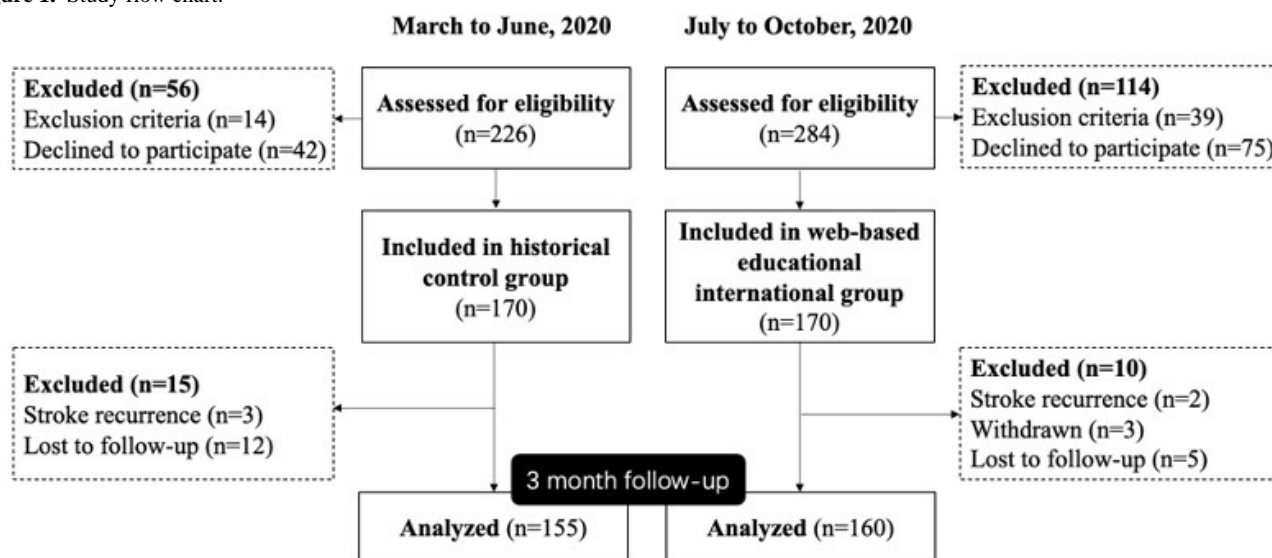 Study flow chart.
March to June, 2020
July to October, 2020
Excluded (n=56)
Exclusion criteria (n=14)
Declined to participate (n=42)
Assessed for eligibility
(n=226)
Assessed for eligibility
(n=284)
Excluded (n=114)
Exclusion criteria (n=39)
Declined to participate (n=75)
Included in historical
control group
(n=170)
Included in web-based
educational
international group
(n=170)
Excluded (n=15)
Stroke recurrence (n=3)
Lost to follow-up (n=12)
Excluded (n=10)
Stroke recurrence (n=2)
Withdrawn (n=3)
Lost to follow-up (n=5)
3 month follow-up
Analyzed (n=155)
Analyzed (n=160)